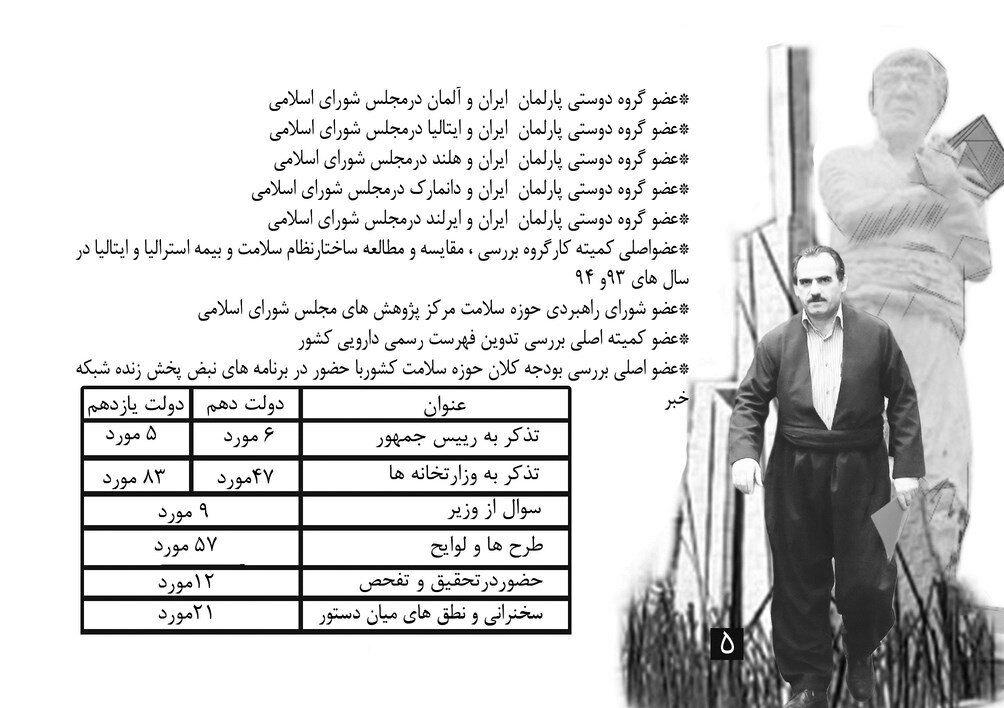 *عضو گروه دوستی پارلمان ایران و آلمان درمجلس شورای اسلامی
*عضو گروه دوستی پارلمان ایران و ایتالیا درمجلس شورای اسلامی
*عضو گروه دوستی پارلمان ایران و هلند درمجلس شورای اسلامی
*عضو گروه دوستی پارلمان ایران و دانمارک درمجلس شورای اسلامی
*عضو گروه دوستی پارلمان ایران و ایرلند درمجلس شورای اسلامی
*عضواصلی کمیته کارگروه بررسی ، مقایسه و مطالعه ساختارنظام سلامت و بیمه استرالیا و ایتالیا در
سال های ۹۳و ۹۴
*عضو شورای راهبردی حوزه سلامت مرکز پژوهش های مجلس شورای اسلامی
*عضو کمیته اصلی بررسی تدوین فهرست رسمی دارویی کشور
*عضو اصلی بررسی بودجه کلان حوزه سلامت کشوربا حضور در برنامه های نبض پخش زنده شبکه
خبر
عنوان دولت دهم دولت یازدهم
تذکر به رییس جمهور ۶ مورد ۵ مورد
تذکر به وزارتخانه ها ۴۷مورد ۸۳ مورد
سوال از وزیر ۹ مورد
طرح ها و لوایح ۵۷ مورد
حضوردرتحقیق و تفحص ۱۲مورد
سخنرانی و نطق های میان دستور ۲۱مورد
۵